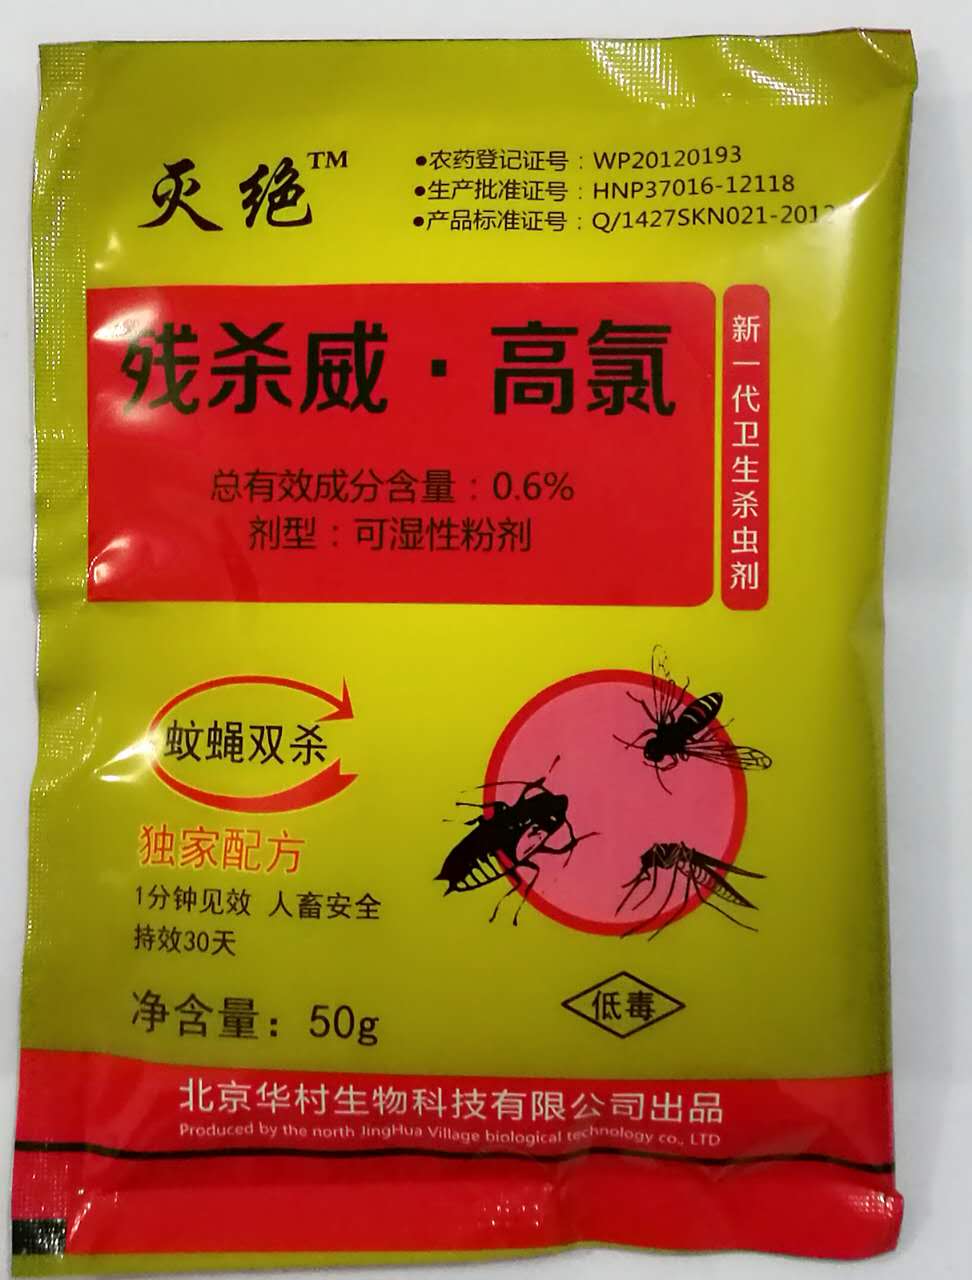 灭绝™
●农药登记证号：WP20120193
●生产批准证号：HNP37016-12118
●产品标准证号：Q/1427SKN021-2012
残杀威·高氯
总有效成分含量：0.6%
剂型：可湿性粉剂
新一代卫生杀虫剂
蚊蝇双杀
独家配方
1分钟见效 人畜安全
持效30天
净含量：50g
低毒
北京华村生物科技有限公司出品
Produced by the north JingHua Village biological technology co., LTD